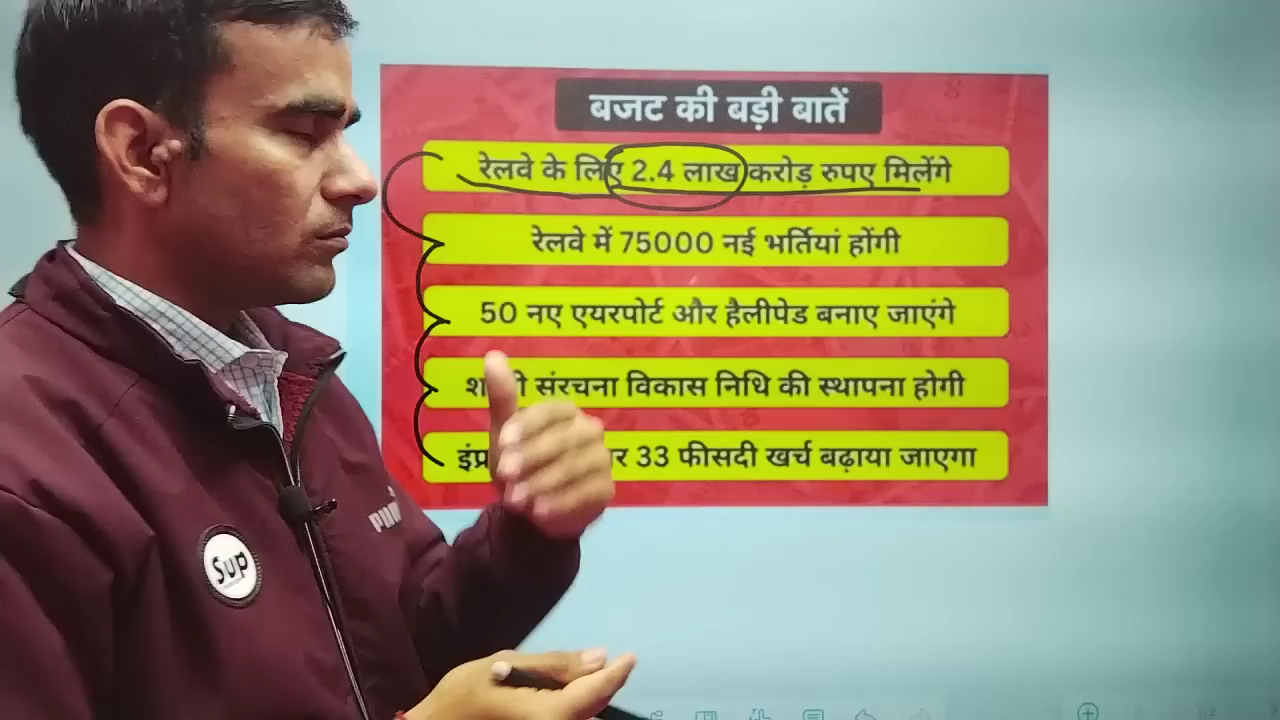 बजट की बड़ी बातें
रेलवे के लिए 2.4 लाख करोड़ रुपए मिलेंगे
रेलवे में 75000 नई भर्तियां होंगी
50 नए एयरपोर्ट और हैलीपेड बनाए जाएंगे
संरचना विकास निधि की स्थापना होगी
33 फीसदी खर्च बढ़ाया जाएगा
Sup